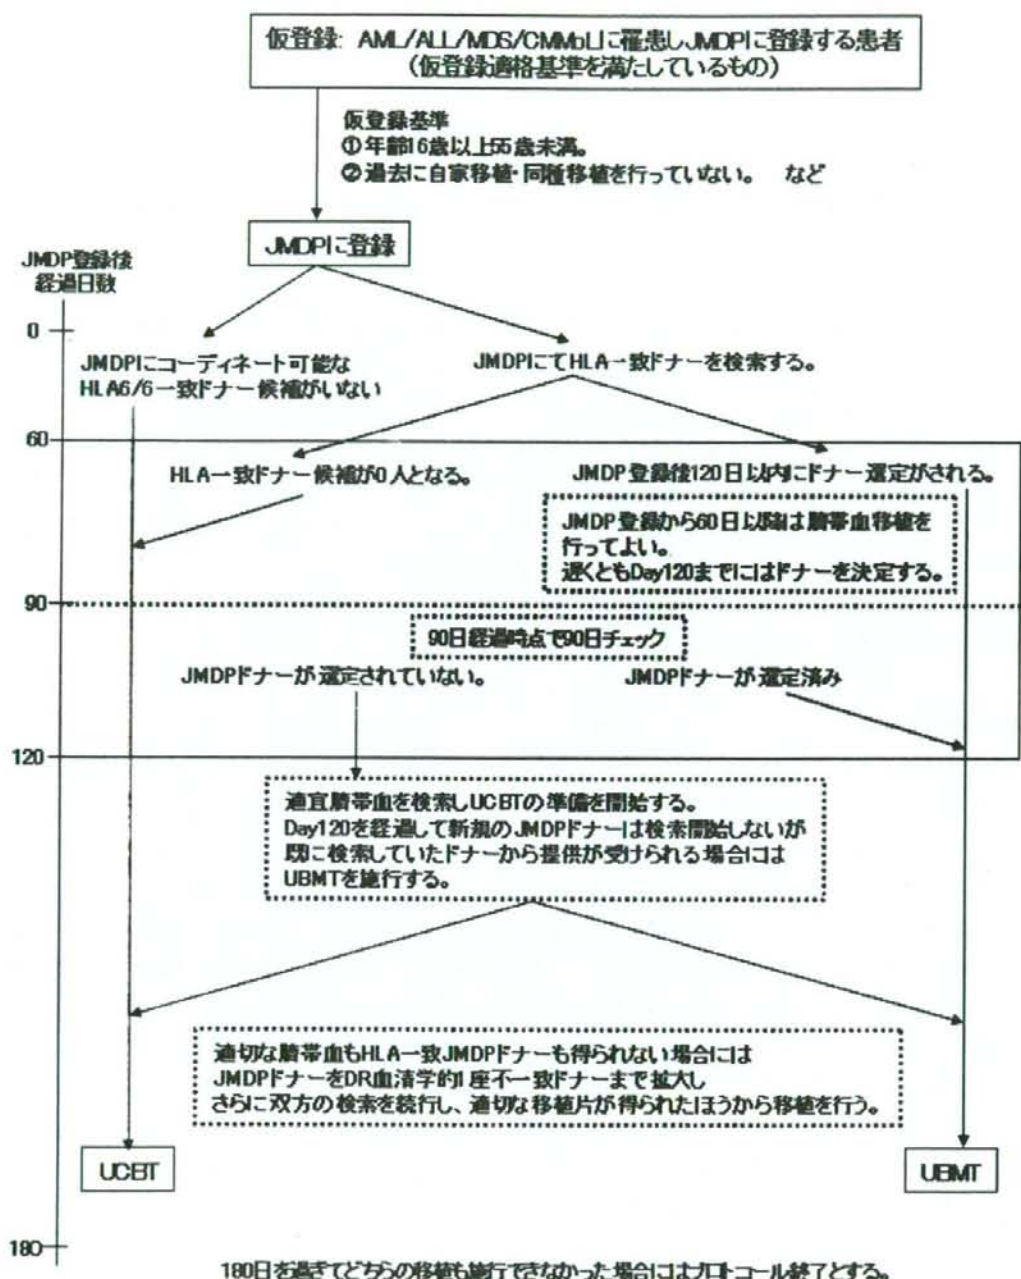 仮登録: AML/ALL/MDS/CMMoLに罹患しJMDPに登録する患者
(仮登録適格基準を満たしているもの)
仮登録基準
①年齢16歳以上55歳未満。
②過去に自家移植・同種移植を行っていない。 など
JMDPに登録
JMDP登録後
経過日数
0
JMDPにコーディネート可能な
HLA6/6一致ドナー候補がいない
JMDPにてHLA一致ドナーを検索する。
60
HLA一致ドナー候補が0人となる。
JMDP登録後120日以内にドナー選定がされる。
JMDP登録から60日以降は臍帯血移植を
行ってよい。
遅くともDay120までにはドナーを決定する。
90
90日経過時点で90日チェック
JMDPドナーが選定されていない。
JMDPドナーが選定済み
120
適宜臍帯血を検索しUCBTの準備を開始する。
Day120を経過して新規のJMDPドナーは検索開始しないが
既に検索していたドナーから提供が受けられる場合には
UBMTを施行する。
適切な臍帯血もHLA一致JMDPドナーも得られない場合には
JMDPドナーをDR血清学的1座不一致ドナーまで拡大し
さらに双方の検索を続行し、適切な移植片が得られたほうから移植を行う。
UCBT
UBMT
180
180日を過ぎてどちらの移植も施行できなかった場合にはプロトコール終了とする。